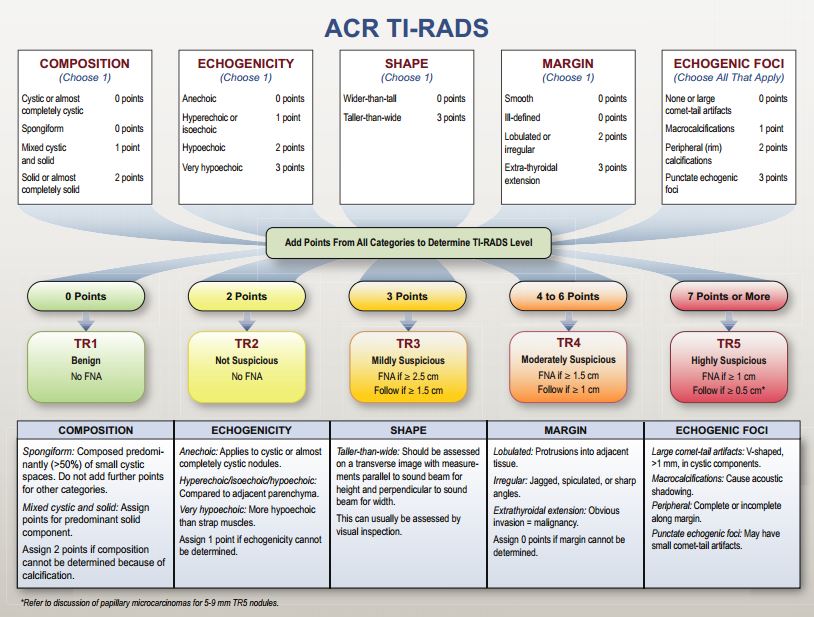 ACR TI-RADS
COMPOSITION
(Choose 1)
Cystic or almost 0 points
completely cystic
Spongiform 0 points
Mixed cystic 1 point
and solid
Solid or almost 2 points
completely solid
ECHOGENICITY
(Choose 1)
Anechoic 0 points
Hyperechoic or 1 point
isoechoic
Hypoechoic 2 points
Very hypoechoic 3 points
SHAPE
(Choose 1)
Wider-than-tall 0 points
Taller-than-wide 3 points
MARGIN
(Choose 1)
Smooth 0 points
Ill-defined 0 points
Lobulated or 2 points
irregular
Extra-thyroidal 3 points
extension
ECHOGENIC FOCI
(Choose All That Apply)
None or large 0 points
comet-tail artifacts
Macrocalcifications 1 point
Peripheral (rim) 2 points
calcifications
Punctate echogenic 3 points
foci
Add Points From All Categories to Determine TI-RADS Level
0 Points
2 Points
3 Points
4 to 6 Points
7 Points or More
TR1
Benign
No FNA
TR2
Not Suspicious
No FNA
TR3
Mildly Suspicious
FNA if ≥ 2.5 cm
Follow if ≥ 1.5 cm
TR4
Moderately Suspicious
FNA if ≥ 1.5 cm
Follow if ≥ 1 cm
TR5
Highly Suspicious
FNA if ≥ 1 cm
Follow if ≥ 0.5 cm*
COMPOSITION
Spongiform: Composed predomi-
nantly (>50%) of small cystic
spaces. Do not add further points
for other categories.
Mixed cystic and solid: Assign
points for predominant solid
component.
Assign 2 points if composition
cannot be determined because of
calcification.
ECHOGENICITY
Anechoic: Applies to cystic or almost
completely cystic nodules.
Hyperechoic/isoechoic/hypoechoic:
Compared to adjacent parenchyma.
Very hypoechoic: More hypoechoic
than strap muscles.
Assign 1 point if echogenicity cannot
be determined.
SHAPE
Taller-than-wide: Should be assessed
on a transverse image with measure-
ments parallel to sound beam for
height and perpendicular to sound
beam for width.
This can usually be assessed by
visual inspection.
MARGIN
Lobulated: Protrusions into adjacent
tissue.
Irregular: Jagged, spiculated, or sharp
angles.
Extrathyroidal extension: Obvious
invasion = malignancy.
Assign 0 points if margin cannot be
determined.
ECHOGENIC FOCI
Large comet-tail artifacts: V-shaped,
>1 mm, in cystic components.
Macrocalcifications: Cause acoustic
shadowing.
Peripheral: Complete or incomplete
along margin.
Punctate echogenic foci: May have
small comet-tail artifacts.
*Refer to discussion of papillary microcarcinomas for 5-9 mm TR5 nodules.